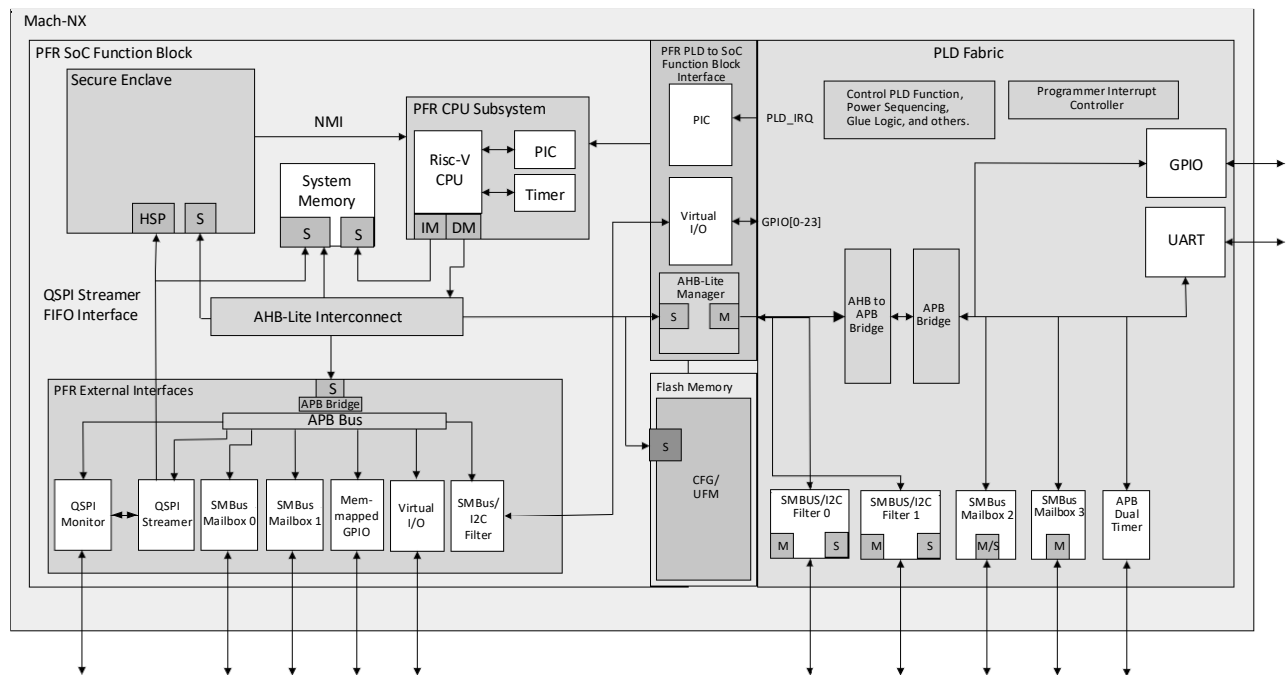 Mach-NX
PFR SoC Function Block
Secure Enclave
HSP
S
NMI
System
Memory
S
S
PFR CPU Subsystem
Risc-V
CPU
PIC
Timer
IM
DM
QSPI Streamer
FIFO Interface
AHB-Lite Interconnect
PFR External Interfaces
S
APB Bridge
APB Bus
QSPI
Monitor
QSPI
Streamer
SMBus
Mailbox 0
SMBus
Mailbox 1
Mem-
mapped
GPIO
Virtual
I/O
SMBus/
I2C
Filter
PFR PLD to SoC
Function Block
Interface
PIC
PLD_IRQ
Virtual
I/O
GPIO[0-23]
AHB-Lite
Manager
S
M
Flash Memory
S
CFG/
UFM
PLD Fabric
Control PLD Function,
Power Sequencing,
Glue Logic, and others.
Programmer Interrupt
Controller
GPIO
UART
AHB to
APB
Bridge
APB
Bridge
SMBUS/I2C
Filter 0
M
S
SMBUS/I2C
Filter 1
M
S
SMBus
Mailbox 2
M/S
SMBus
Mailbox 3
M
APB
Dual
Timer